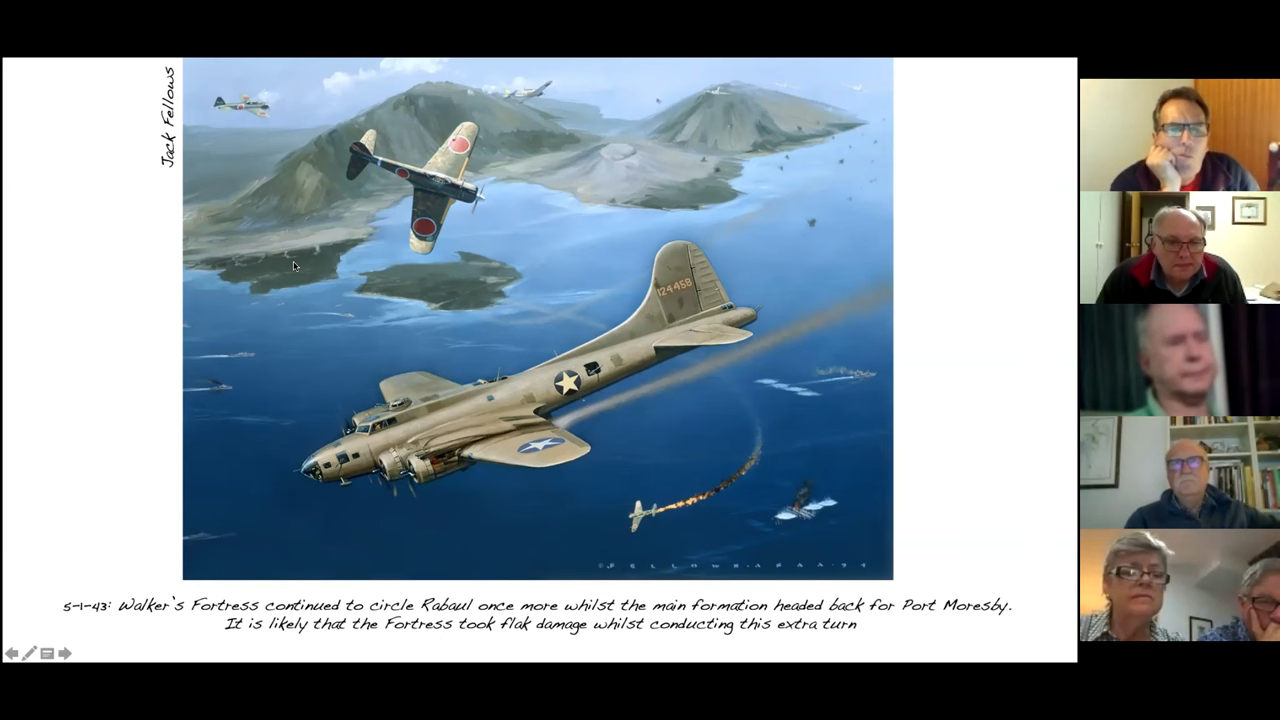 Jack Fellows
124458
© FELLOWS·ASAA·94
5-1-43: Walker's Fortress continued to circle Rabaul once more whilst the main formation headed back for Port Moresby.
It is likely that the Fortress took flak damage whilst conducting this extra turn